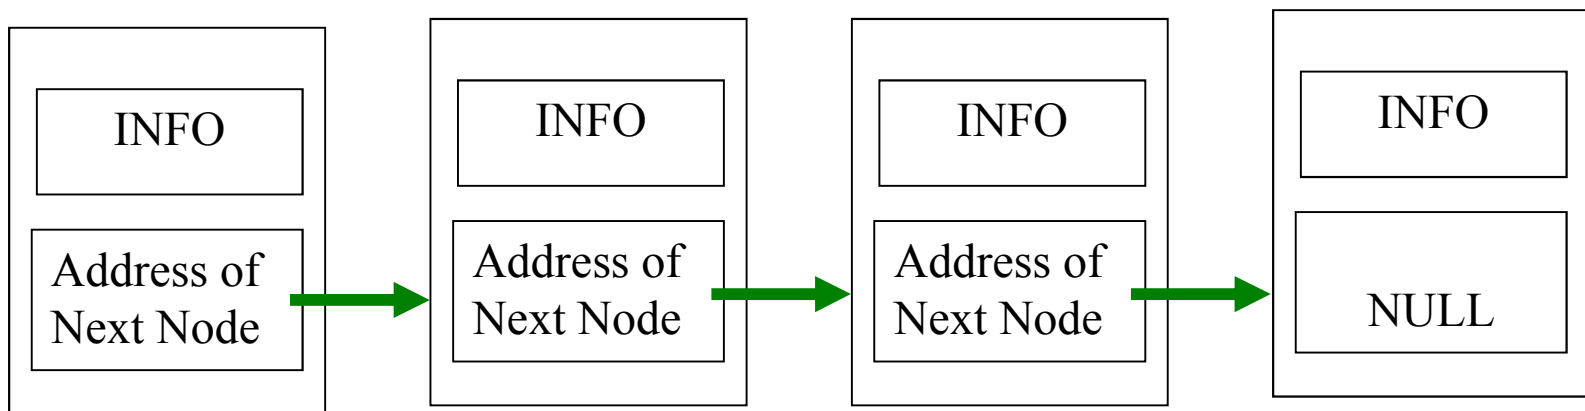 INFO
Address of
Next Node
INFO
Address of
Next Node
INFO
Address of
Next Node
INFO
NULL